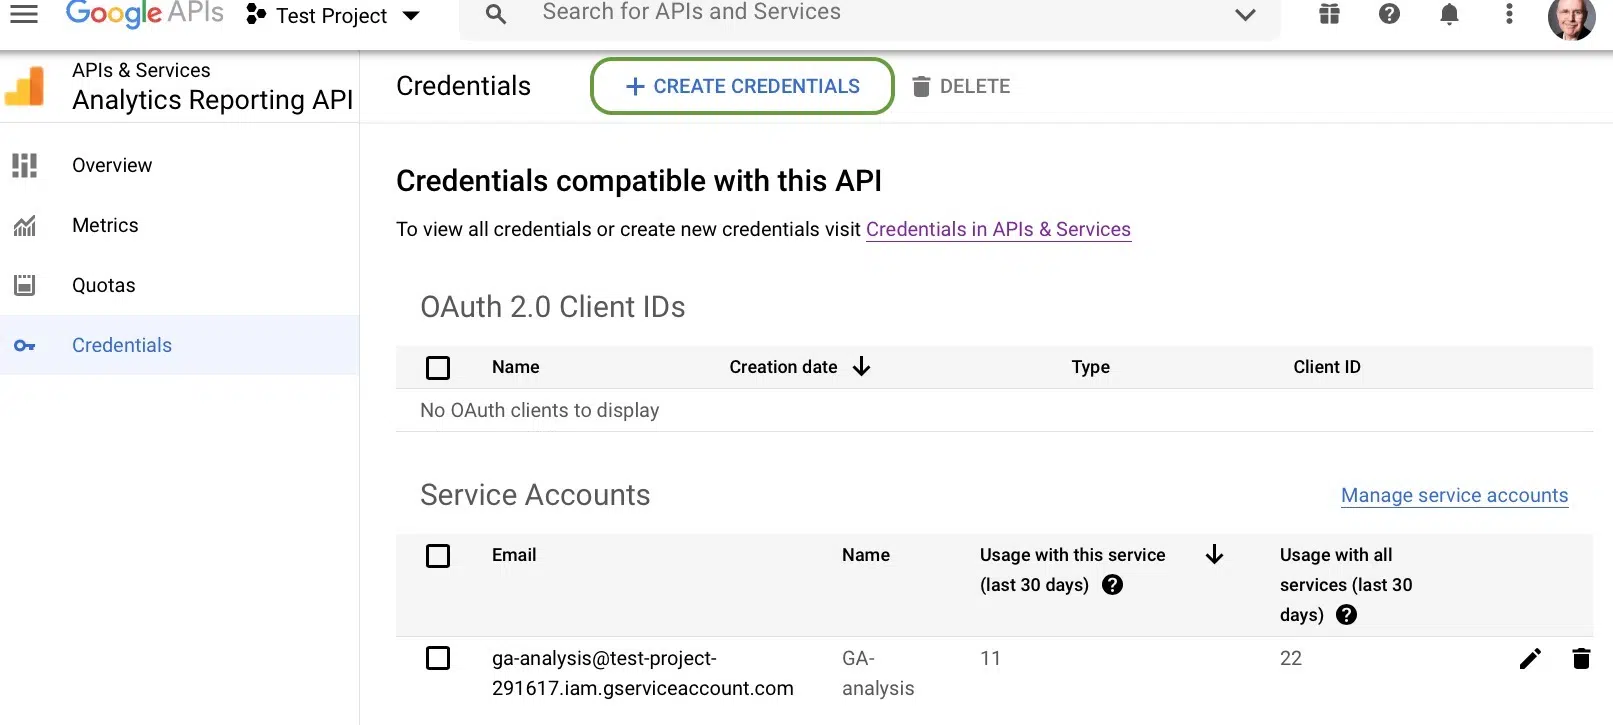 Google APIs
Test Project
Search for APIs and Services
APIs & Services
Analytics Reporting API
Credentials
+ CREATE CREDENTIALS
DELETE
Overview
Metrics
Quotas
Credentials
Credentials compatible with this API
To view all credentials or create new credentials visit Credentials in APIs & Services
OAuth 2.0 Client IDs
Name
Creation date
Type
Client ID
No OAuth clients to display
Service Accounts
Manage service accounts
Email
Name
Usage with this service
(last 30 days)
Usage with all
services (last 30
days)
ga-analysis@test-project-
291617.iam.gserviceaccount.com
GA-
analysis
11
22